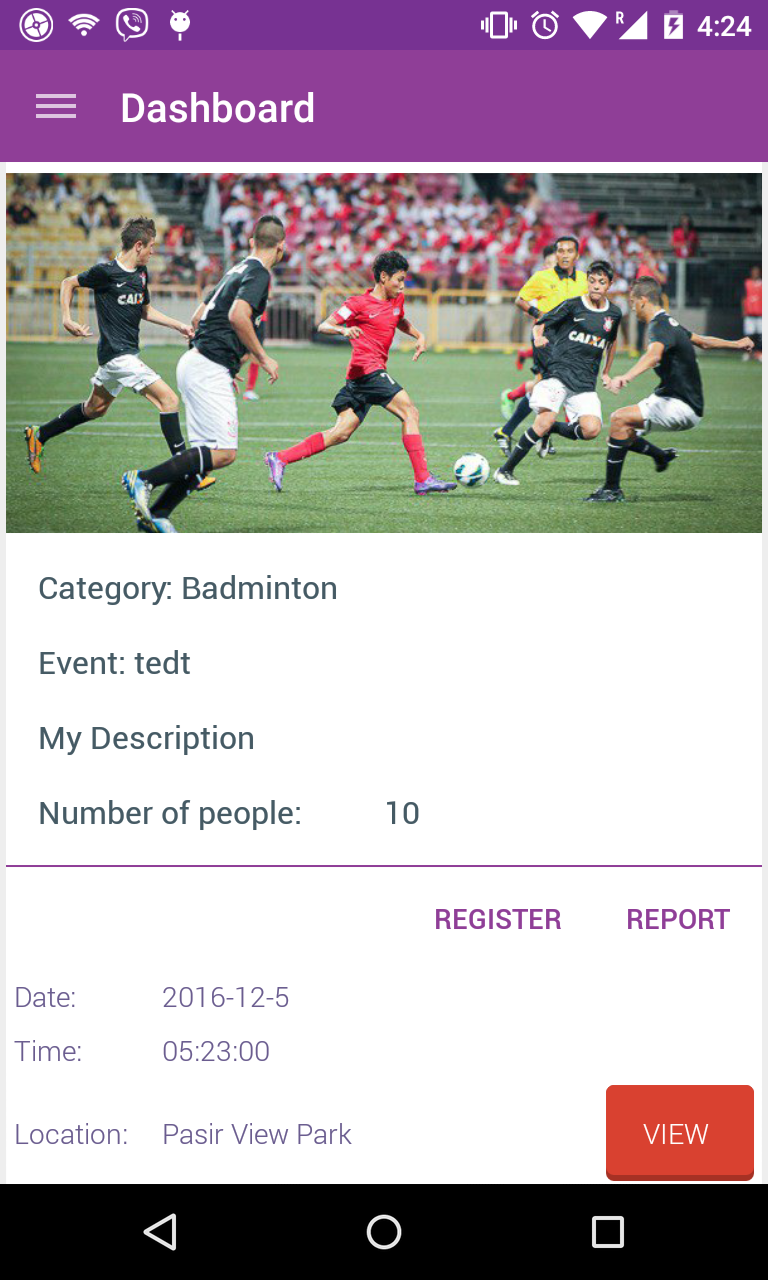 R 4:24
Dashboard
CAIXA
CAIXA
Category: Badminton
Event: tedt
My Description
Number of people: 10
REGISTER REPORT
Date: 2016-12-5
Time: 05:23:00
Location: Pasir View Park
VIEW